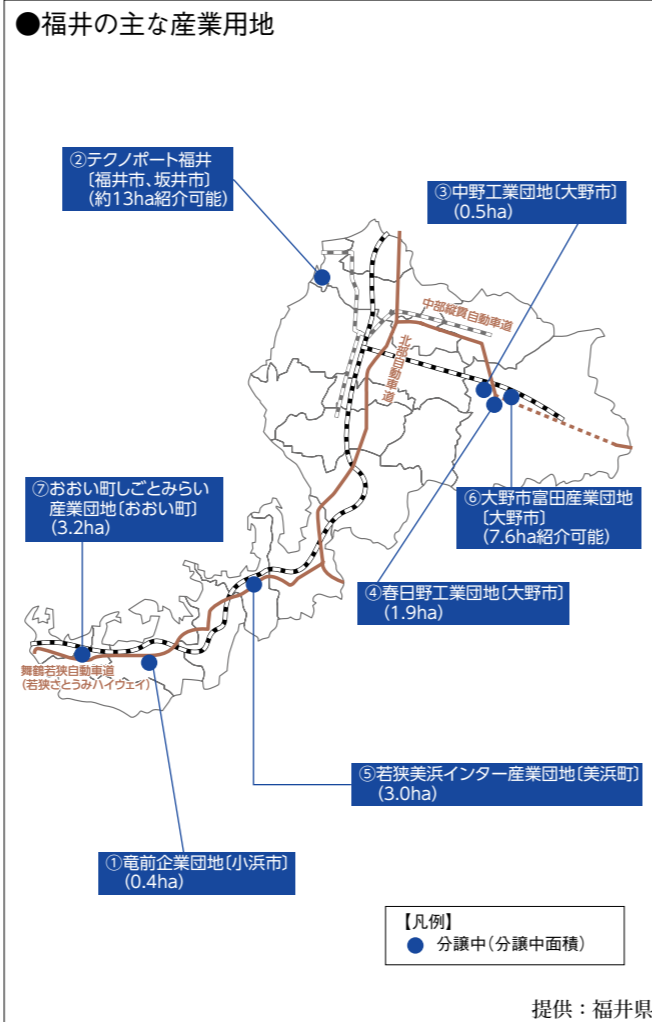 ●福井の主な産業用地
②テクノポート福井
〔福井市、坂井市〕
(約13ha紹介可能)
③中野工業団地〔大野市〕
(0.5ha)
中部縦貫自動車道
北部自動車道
⑦おおい町しごとみらい
産業団地〔おおい町〕
(3.2ha)
⑥大野市富田産業団地
〔大野市〕
(7.6ha紹介可能)
④春日野工業団地〔大野市〕
(1.9ha)
舞鶴若狭自動車道
(若狭さとうみハイウェイ)
⑤若狭美浜インター産業団地〔美浜町〕
(3.0ha)
①竜前企業団地〔小浜市〕
(0.4ha)
【凡例】
● 分譲中(分譲中面積)
提供：福井県